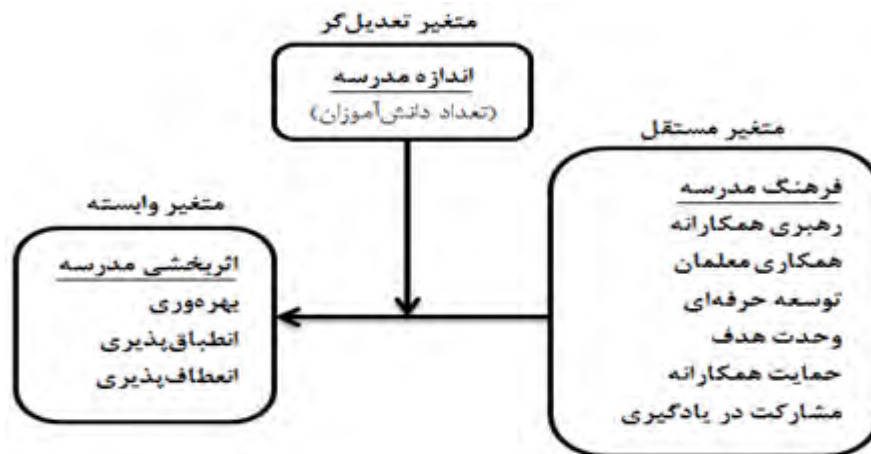 متغیر تعدیل‌گر
اندازه مدرسه
(تعداد دانش‌آموزان)
متغیر مستقل
فرهنگ مدرسه
رهبری همکارانه
همکاری معلمان
توسعه حرفه‌ای
وحدت هدف
حمایت همکارانه
مشارکت در یادگیری
متغیر وابسته
اثربخشی مدرسه
بهره‌وری
انطباق‌پذیری
انعطاف‌پذیری